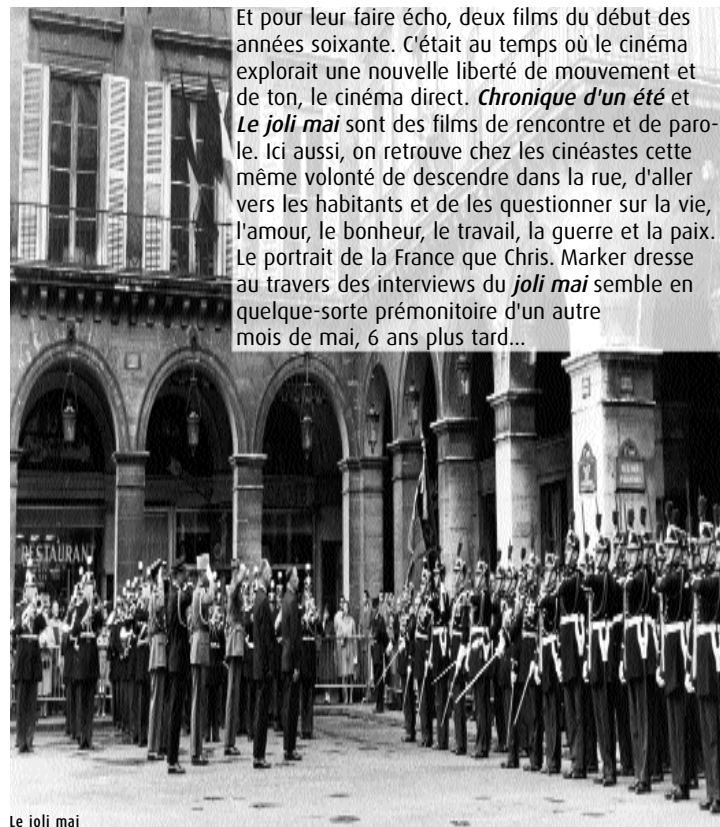 Et pour leur faire écho, deux films du début des
années soixante. C'était au temps où le cinéma
explorait une nouvelle liberté de mouvement et
de ton, le cinéma direct. Chronique d'un été et
Le joli mai sont des films de rencontre et de paro-
le. Ici aussi, on retrouve chez les cinéastes cette
même volonté de descendre dans la rue, d'aller
vers les habitants et de les questionner sur la vie,
l'amour, le bonheur, le travail, la guerre et la paix.
Le portrait de la France que Chris. Marker dresse
au travers des interviews du joli mai semble en
quelque-sorte prémonitoire d'un autre
mois de mai, 6 ans plus tard...
RESTAURANT
Le joli mai